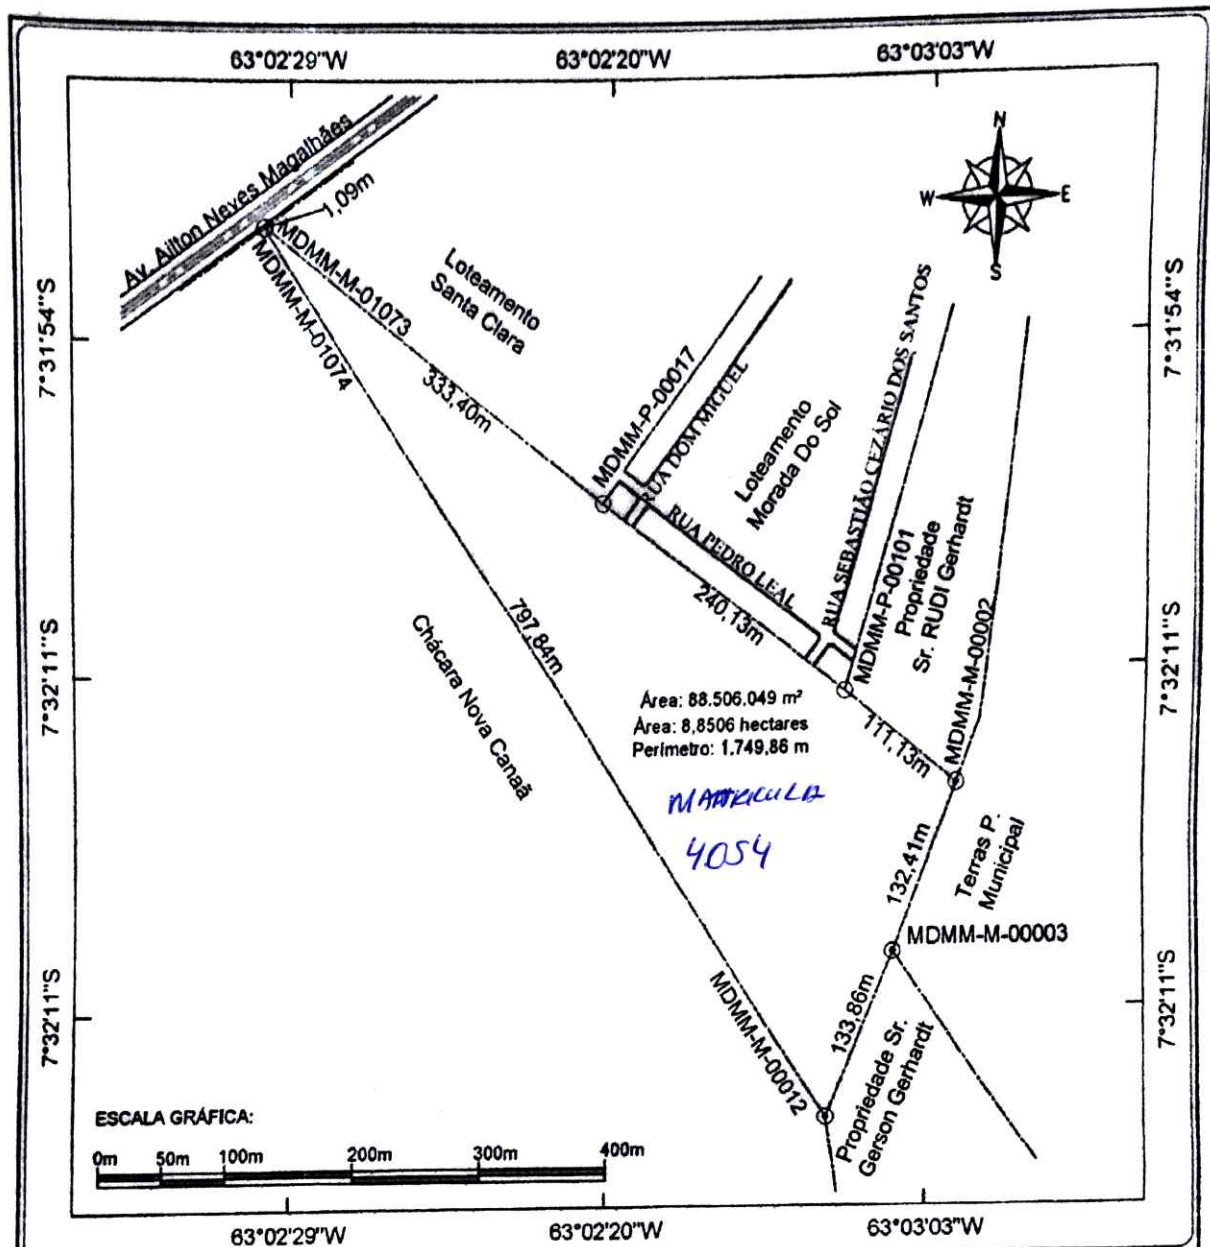 63°02'29"W
63°02'20"W
63°03'03"W
N
W
E
S
Av. Ailton Neves Magalhães
1,09m
MDMM-M-01073
MDMM-M-01074
Loteamento
Santa Clara
7°31'54"S
7°31'54"S
333,40m
MDMM-P-00017
RUA DOM MIGUEL
Loteamento
Morada Do Sol
RUA SEBASTIÃO CEZÁRIO DOS SANTOS
RUA PEDRO LEAL
240,13m
MDMM-P-00101
Propriedade
Sr. RUDI Gerhardt
MDMM-M-00002
7°32'11"S
7°32'11"S
797,84m
Chácara Nova Canaã
Área: 88.506.049 m²
Área: 8,8506 hectares
Perímetro: 1.749,86 m
111,13m
MATRICULA
4054
132,41m
Terras P.
Municipal
MDMM-M-00003
7°32'11"S
7°32'11"S
MDMM-M-00012
133,86m
Propriedade Sr.
Gerson Gerhardt
ESCALA GRÁFICA:
0m 50m 100m 200m 300m 400m
63°02'29"W
63°02'20"W
63°03'03"W